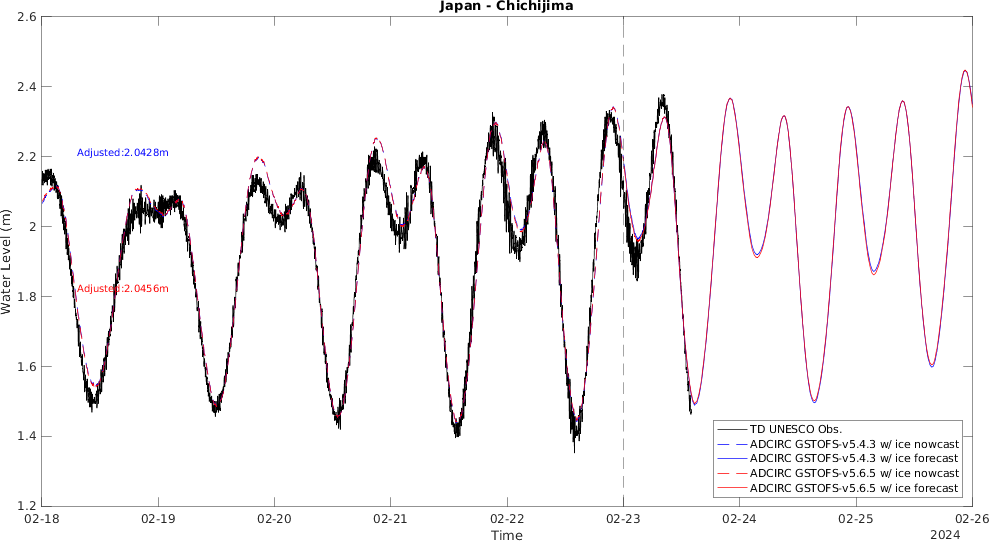 Japan - Chichijima
2.6
2.4
2.2
2
1.8
1.6
1.4
1.2
Water Level (m)
Adjusted:2.0428m
Adjusted:2.0456m
TD UNESCO Obs.
ADCIRC GSTOFS-v5.4.3 w/ ice nowcast
ADCIRC GSTOFS-v5.4.3 w/ ice forecast
ADCIRC GSTOFS-v5.6.5 w/ ice nowcast
ADCIRC GSTOFS-v5.6.5 w/ ice forecast
02-18 02-19 02-20 02-21 02-22 02-23 02-24 02-25 02-26
Time
2024